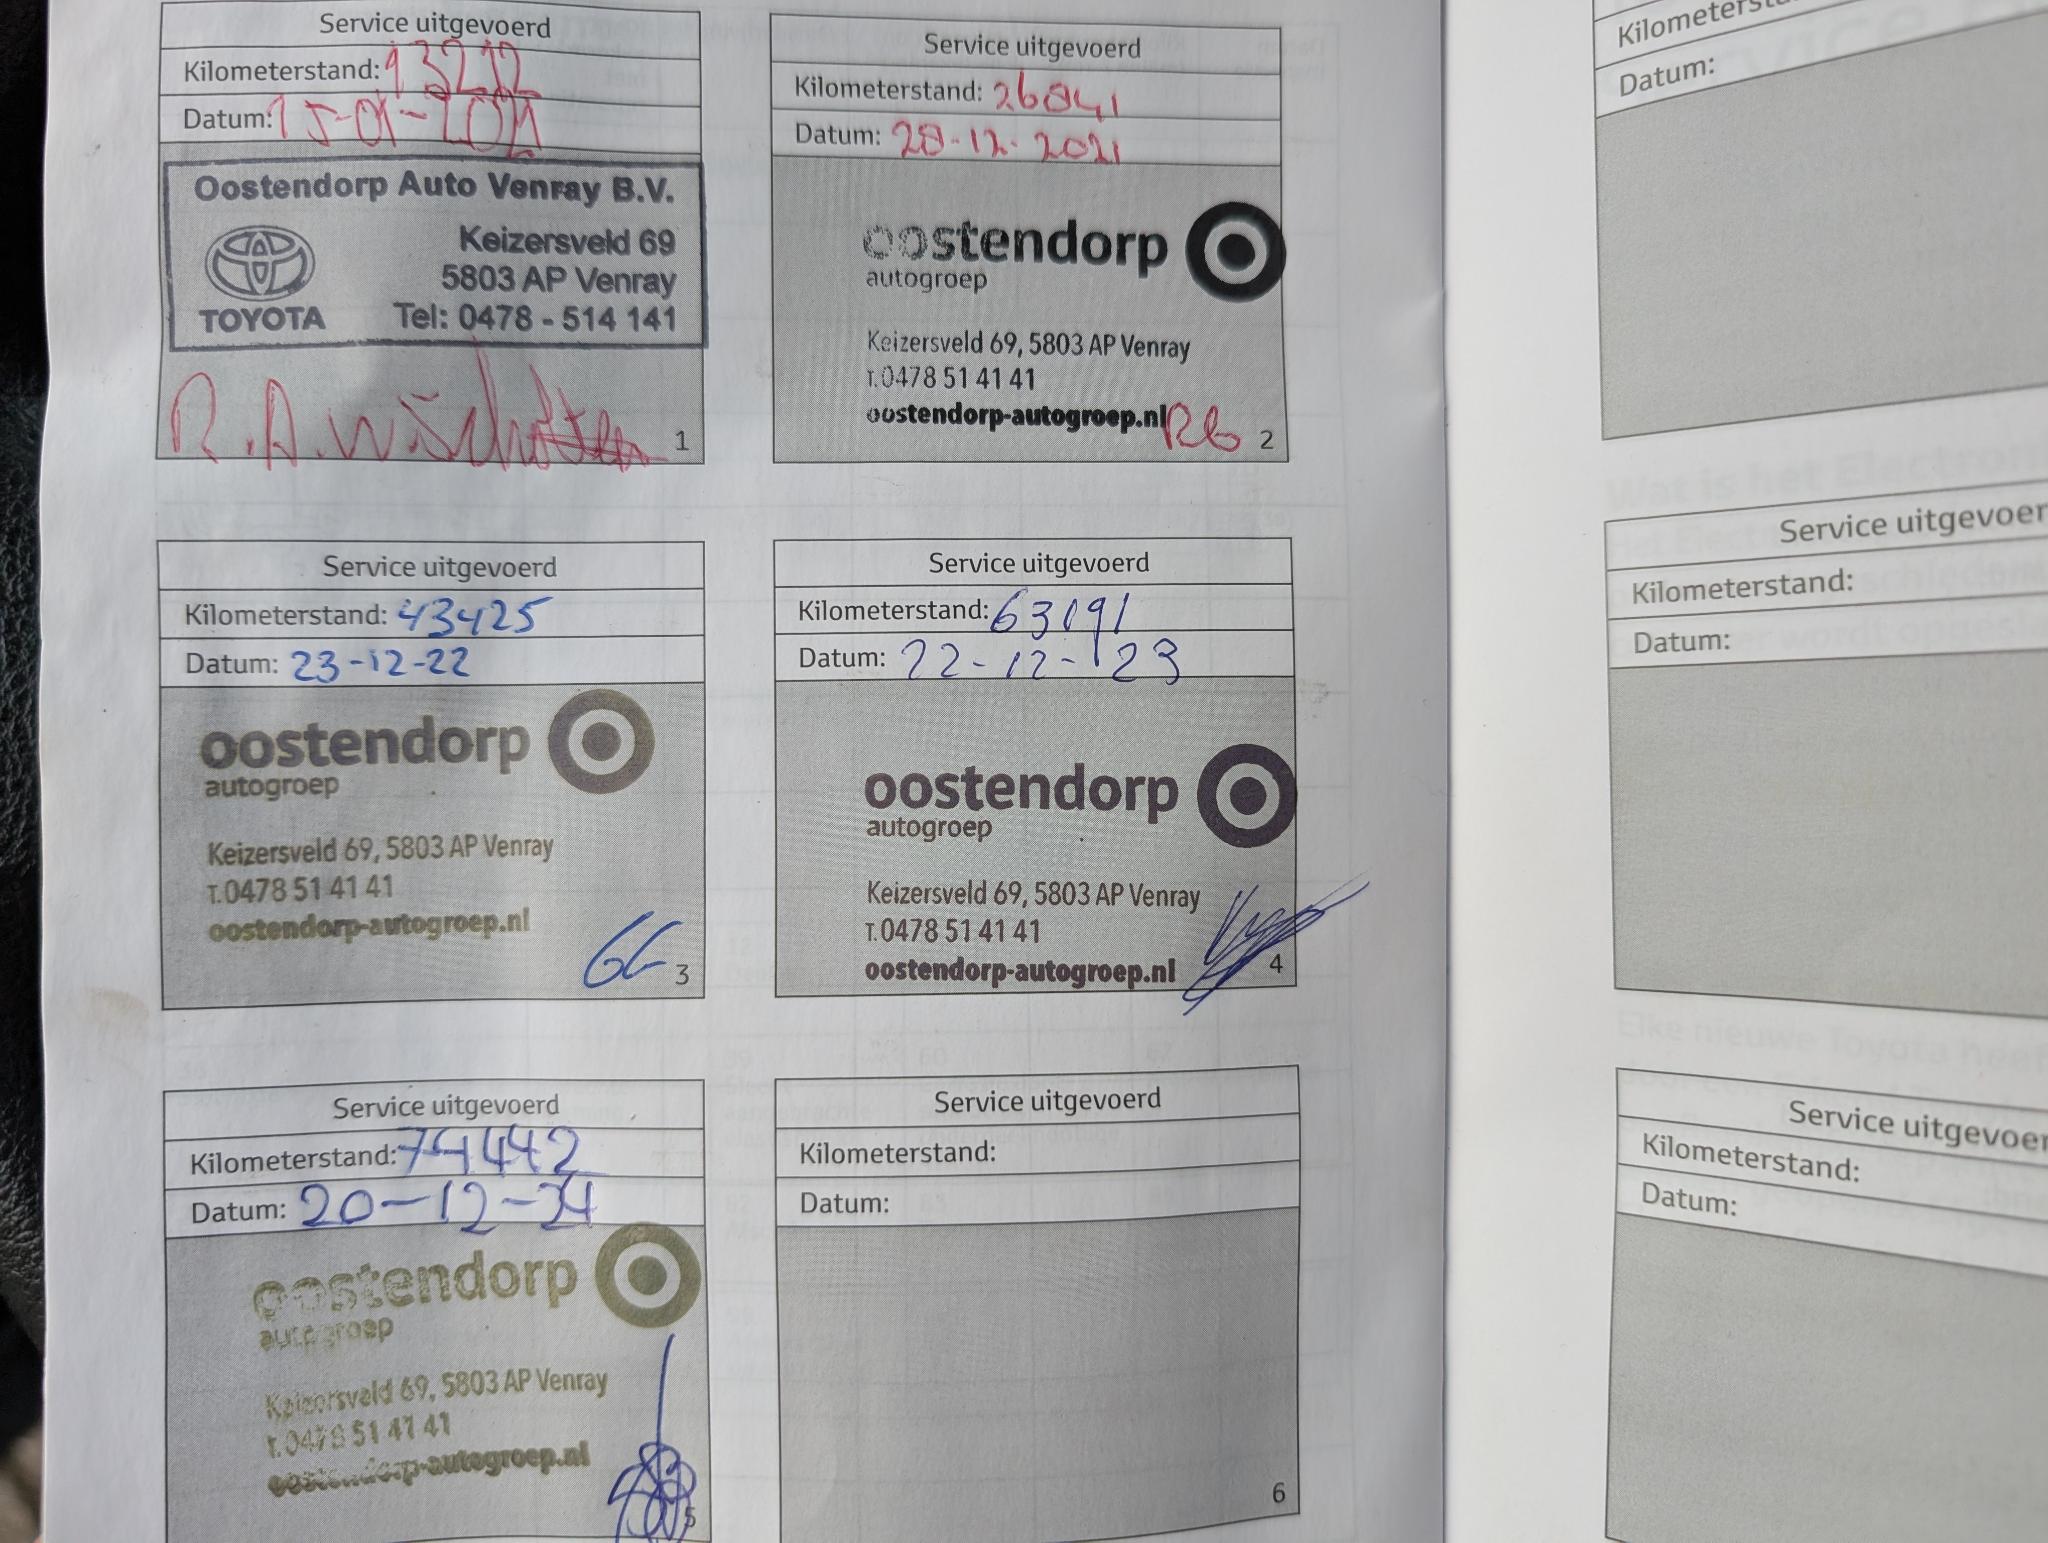 Service uitgevoerd
Kilometerstand: 13212
Datum: 15-01-2021
Oostendorp Auto Venray B.V.
Keizersveld 69
5803 AP Venray
TOYOTA
Tel: 0478 - 514 141
R.A.
1
Service uitgevoerd
Kilometerstand: 26841
Datum: 28-12-2021
oostendorp
autogroep
Keizersveld 69, 5803 AP Venray
T. 0478 51 41 41
oostendorp-autogroep.nl
2
Service uitgevoerd
Kilometerstand: 43425
Datum: 23-12-22
oostendorp
autogroep
Keizersveld 69, 5803 AP Venray
T. 0478 51 41 41
oostendorp-autogroep.nl
3
Service uitgevoerd
Kilometerstand: 63191
Datum: 22-12-23
oostendorp
autogroep
Keizersveld 69, 5803 AP Venray
T. 0478 51 41 41
oostendorp-autogroep.nl
4
Service uitgevoerd
Kilometerstand: 74442
Datum: 20-12-24
oostendorp
autogroep
Keizersveld 69, 5803 AP Venray
T. 0478 51 41 41
oostendorp-autogroep.nl
5
Service uitgevoerd
Kilometerstand:
Datum:
6
Datum:
Service uitgevoer
Kilometerstand:
Datum:
Service uitgevoer
Kilometerstand:
Datum: